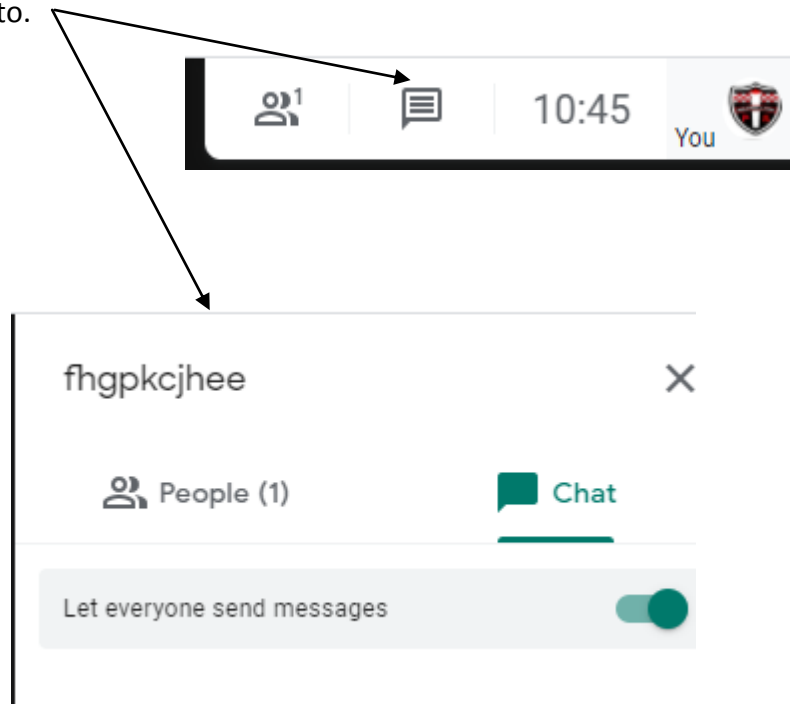 to.
1
10:45
You
fhgpkcjhee
People (1)
Chat
Let everyone send messages